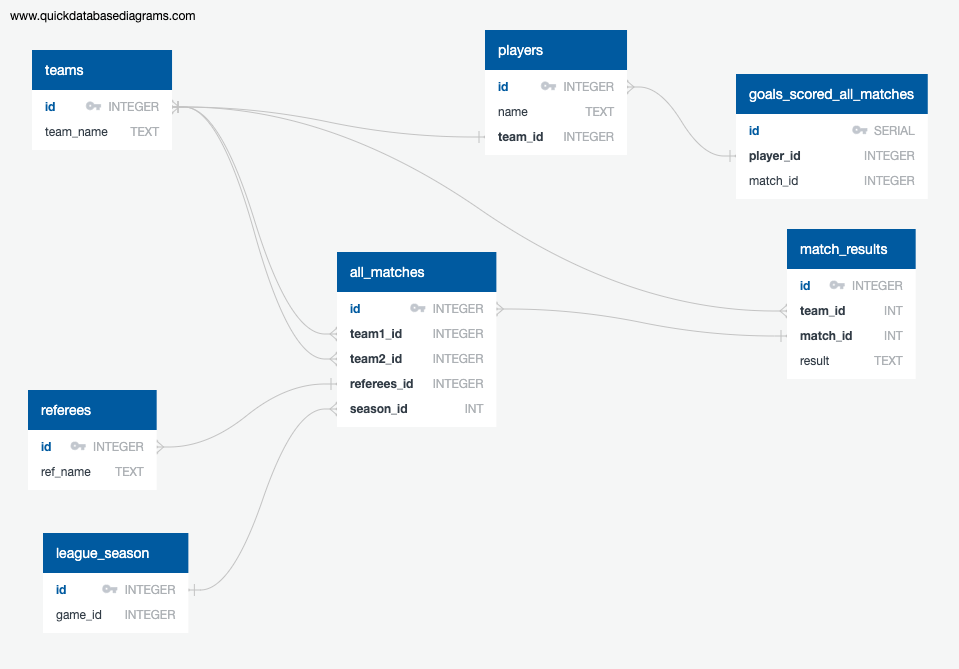 www.quickdatabasediagrams.com
teams
id INTEGER
team_name TEXT
players
id INTEGER
name TEXT
team_id INTEGER
goals_scored_all_matches
id SERIAL
player_id INTEGER
match_id INTEGER
match_results
id INTEGER
team_id INT
match_id INT
result TEXT
all_matches
id INTEGER
team1_id INTEGER
team2_id INTEGER
referees_id INTEGER
season_id INT
referees
id INTEGER
ref_name TEXT
league_season
id INTEGER
game_id INTEGER